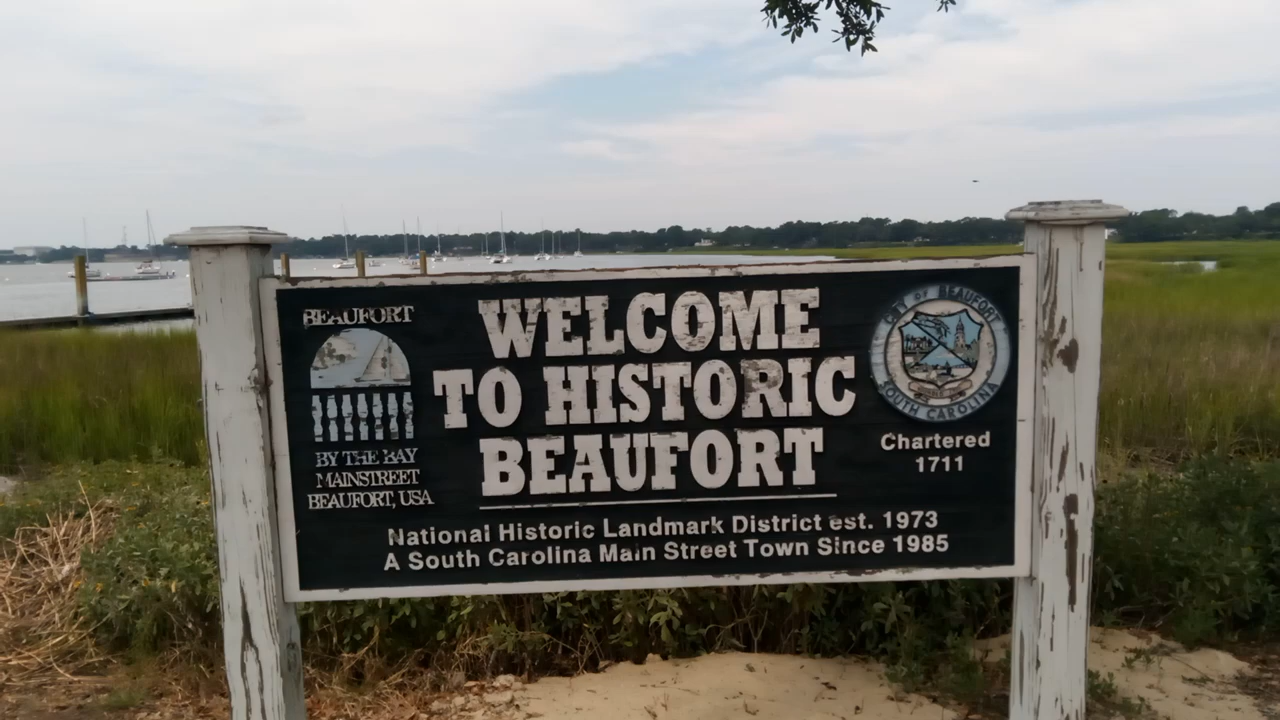 BEAUFORT
BY THE BAY
MAINSTREET
BEAUFORT, USA
WELCOME
TO HISTORIC
BEAUFORT
National Historic Landmark District est. 1973
A South Carolina Main Street Town Since 1985
CITY OF BEAUFORT
SOUTH CAROLINA
Chartered
1711